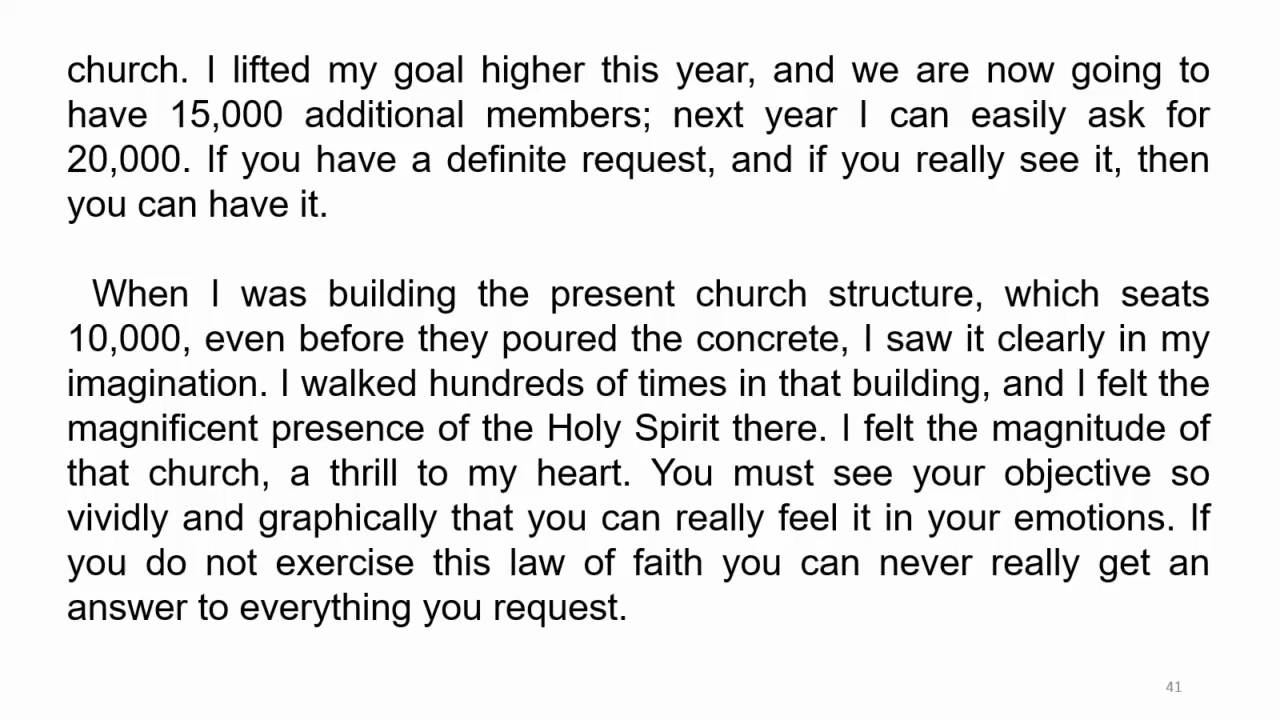 church. I lifted my goal higher this year, and we are now going to
have 15,000 additional members; next year I can easily ask for
20,000. If you have a definite request, and if you really see it, then
you can have it.
When I was building the present church structure, which seats
10,000, even before they poured the concrete, I saw it clearly in my
imagination. I walked hundreds of times in that building, and I felt the
magnificent presence of the Holy Spirit there. I felt the magnitude of
that church, a thrill to my heart. You must see your objective so
vividly and graphically that you can really feel it in your emotions. If
you do not exercise this law of faith you can never really get an
answer to everything you request.
41